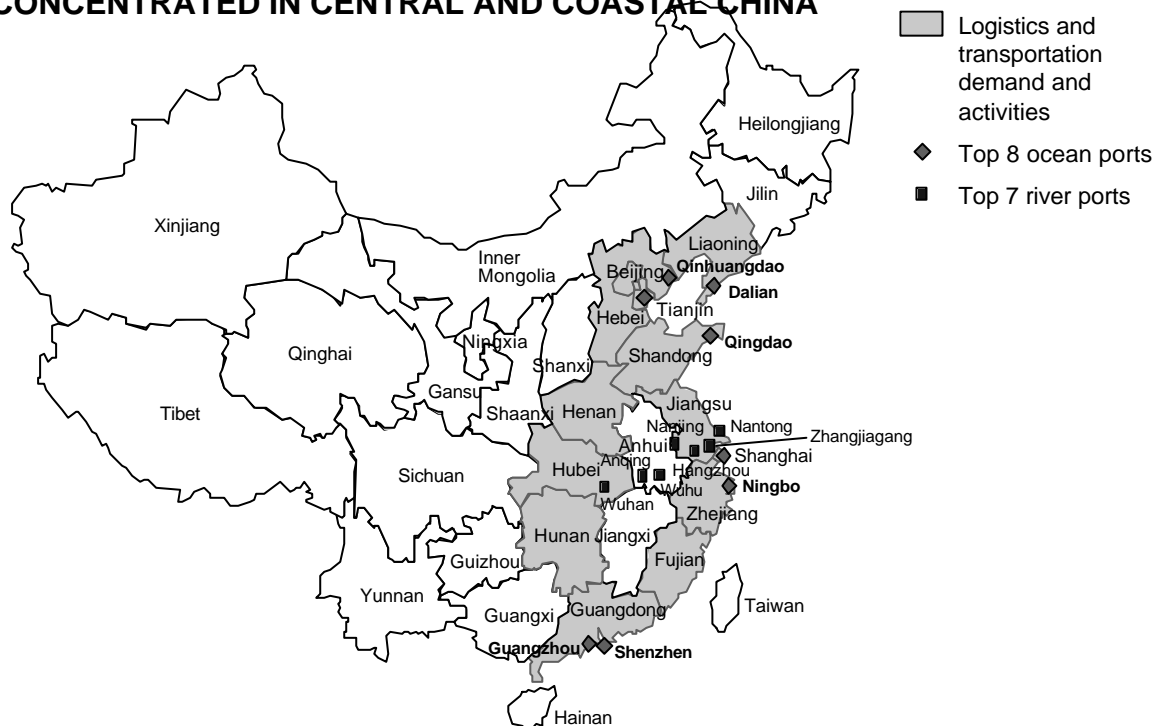 CONCENTRATED IN CENTRAL AND COASTAL CHINA
Logistics and
transportation
demand and
activities
Top 8 ocean ports
Top 7 river ports
Heilongjiang
Jilin
Xinjiang
Liaoning
Inner
Mongolia
Beijing
Qinhuangdao
Dalian
Tianjin
Hebei
Ningxia
Qingdao
Qinghai
Shandong
Shanxi
Gansu
Jiangsu
Tibet
Shaanxi
Henan
Nanjing
Nantong
Zhangjiagang
Anhui
Shanghai
Anqing
Sichuan
Hubei
Hangzhou
Wuhu
Ningbo
Wuhan
Zhejiang
Hunan
Jiangxi
Guizhou
Fujian
Yunnan
Guangxi
Guangdong
Taiwan
Guangzhou
Shenzhen
Hainan